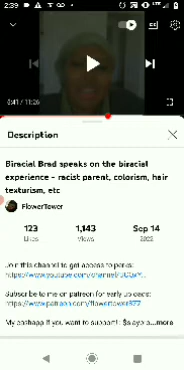 2:39
0:41 / 11:26
Description
Biracial Brad speaks on the biracial
experience - racist parent, colorism, hair
texturism, etc
FlowerTower
123 1,143 Sep 14
Likes Views 2022
Join this channel to get access to perks:
https://www.youtube.com/channel/
Subscribe to me on patreon for early access:
https://www.patreon.com/flowertower
My cashapp if you want to support!: ...more